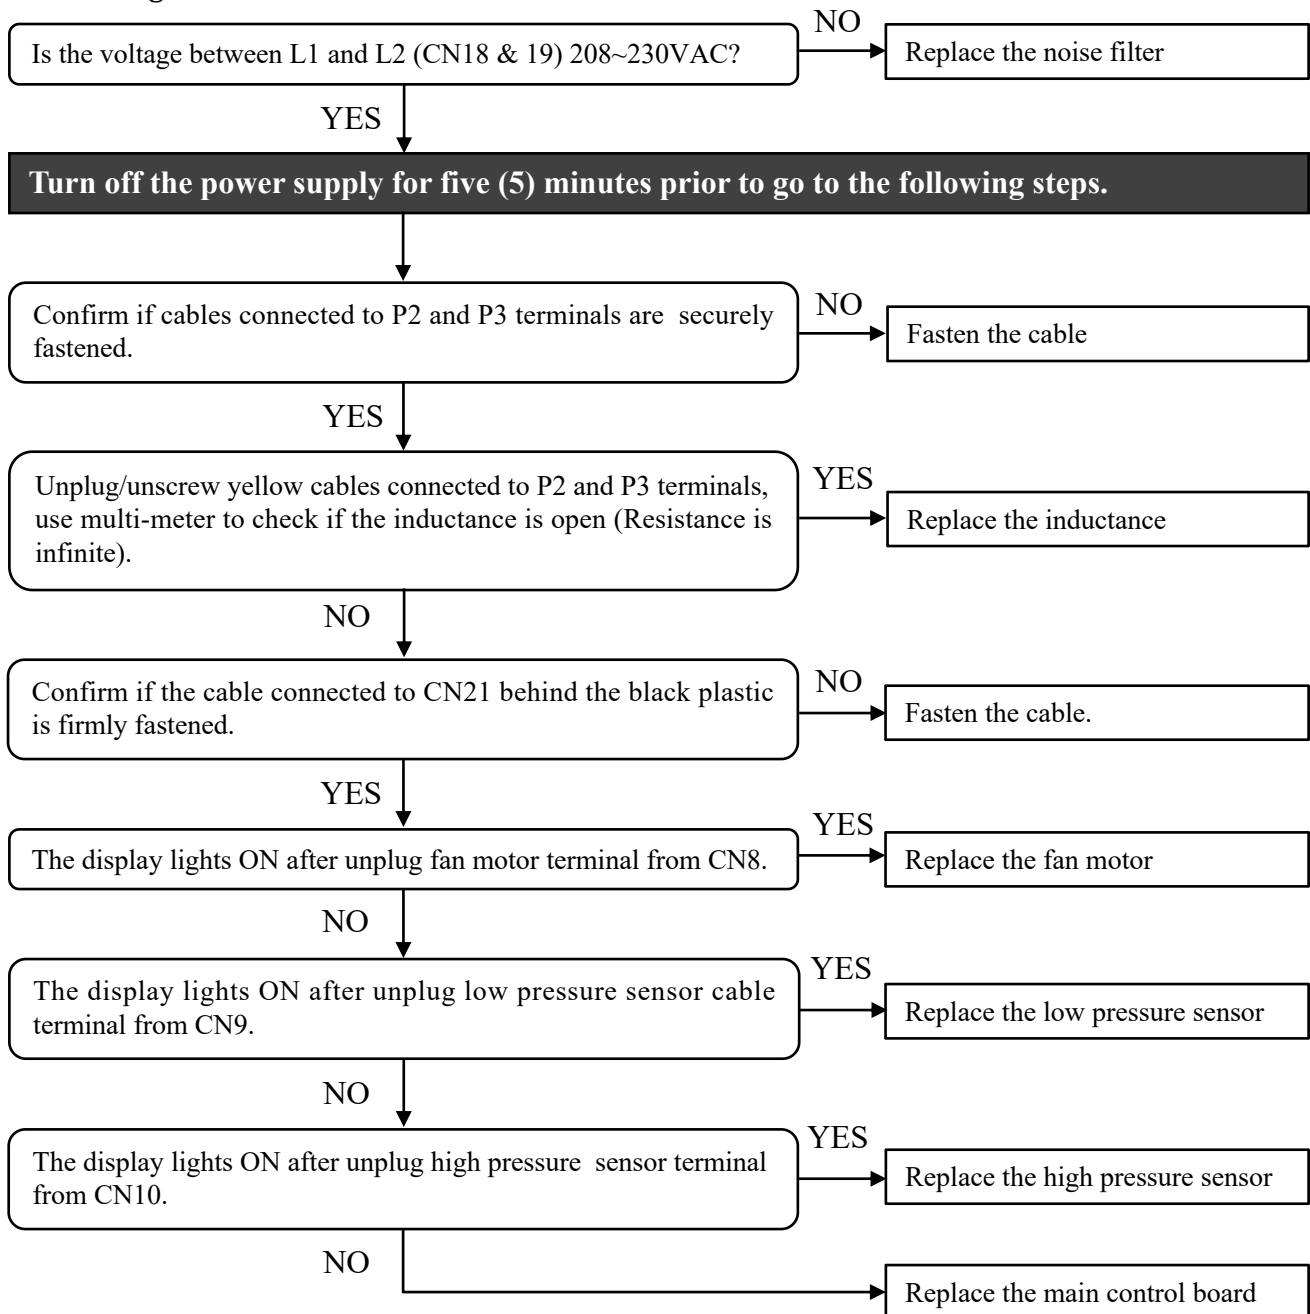 NO
Is the voltage between L1 and L2 (CN18 & 19) 208~230VAC?
Replace the noise filter
YES
Turn off the power supply for five (5) minutes prior to go to the following steps.
NO
Confirm if cables connected to P2 and P3 terminals are securely
fastened.
Fasten the cable
YES
YES
Unplug/unscrew yellow cables connected to P2 and P3 terminals,
use multi-meter to check if the inductance is open (Resistance is
infinite).
Replace the inductance
NO
NO
Confirm if the cable connected to CN21 behind the black plastic
is firmly fastened.
Fasten the cable.
YES
YES
The display lights ON after unplug fan motor terminal from CN8.
Replace the fan motor
NO
YES
The display lights ON after unplug low pressure sensor cable
terminal from CN9.
Replace the low pressure sensor
NO
YES
The display lights ON after unplug high pressure sensor terminal
from CN10.
Replace the high pressure sensor
NO
Replace the main control board